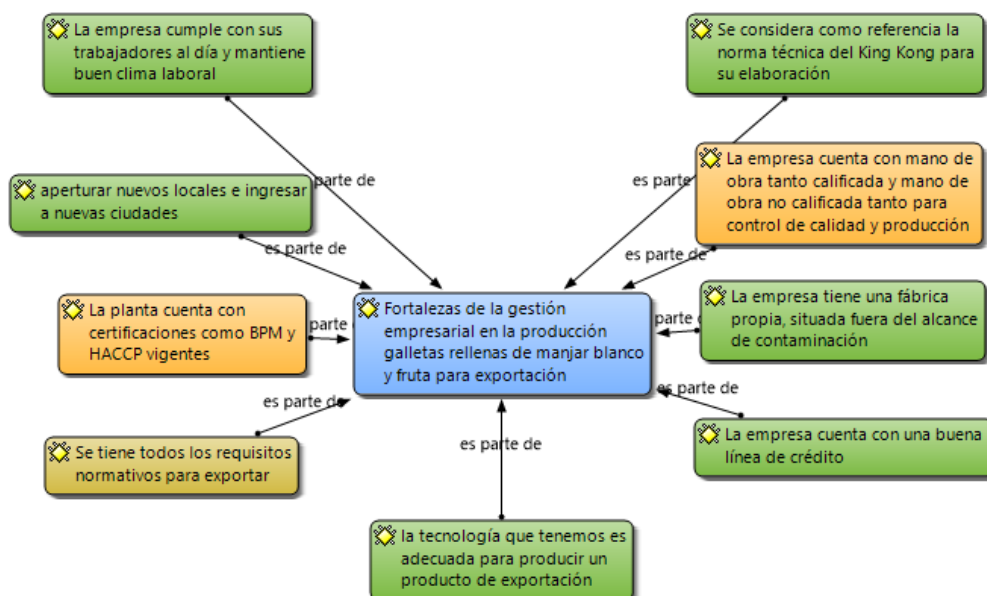 La empresa cumple con sus
trabajadores al día y mantiene
buen clima laboral
Se considera como referencia la
norma técnica del King Kong para
su elaboración
parte de
es parte
La empresa cuenta con mano de
obra tanto calificada y mano de
obra no calificada tanto para
control de calidad y producción
aperturar nuevos locales e ingresar
a nuevas ciudades
es parte de
es parte de
La planta cuenta con
certificaciones como BPM y
HACCP vigentes
parte d
Fortalezas de la gestión
empresarial en la producción
galletas rellenas de manjar blanco
y fruta para exportación
parte d
La empresa tiene una fábrica
propia, situada fuera del alcance
de contaminación
es parte de
es parte de
Se tiene todos los requisitos
normativos para exportar
es parte de
La empresa cuenta con una buena
línea de crédito
la tecnología que tenemos es
adecuada para producir un
producto de exportación